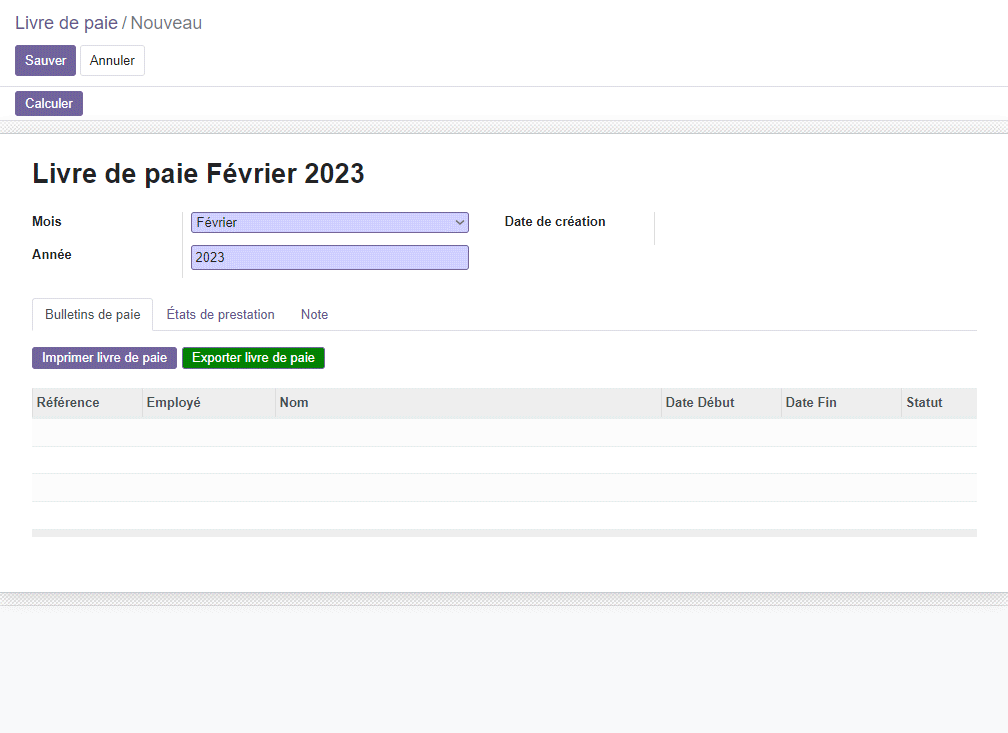 Livre de paie / Nouveau
Sauver Annuler
Calculer
Livre de paie Février 2023
Mois Février Date de création
Année 2023
Bulletins de paie États de prestation Note
Imprimer livre de paie Exporter livre de paie
Référence Employé Nom Date Début Date Fin Statut